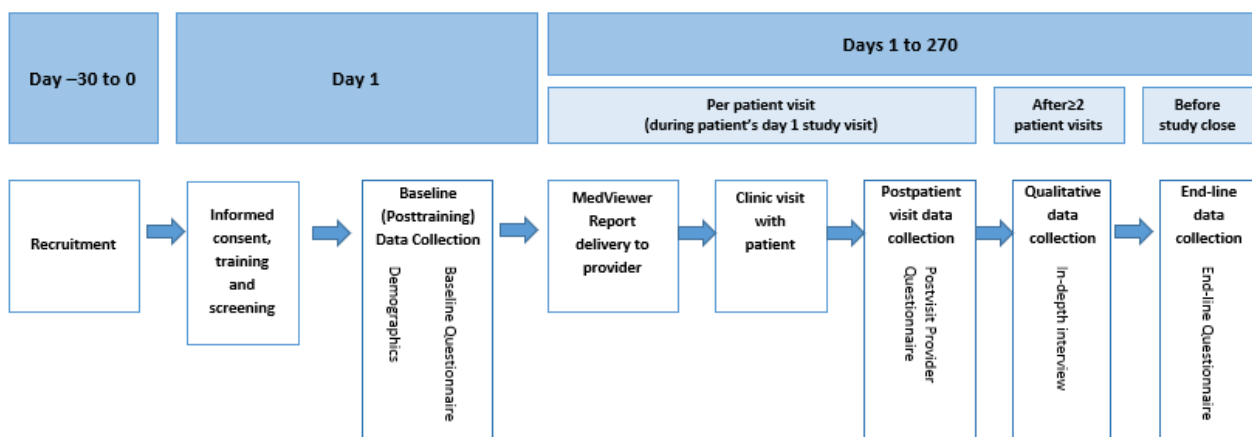 Day –30 to 0
Day 1
Days 1 to 270
Per patient visit
(during patient's day 1 study visit)
After≥2
patient visits
Before
study close
Recruitment
Informed
consent,
training
and
screening
Baseline
(Posttraining)
Data Collection
Baseline Questionnaire
Demographics
MedViewer
Report
delivery to
provider
Clinic visit
with
patient
Postpatient
visit data
collection
Postvisit Provider
Questionnaire
Qualitative
data
collection
In-depth interview
End-line
data
collection
End-line Questionnaire